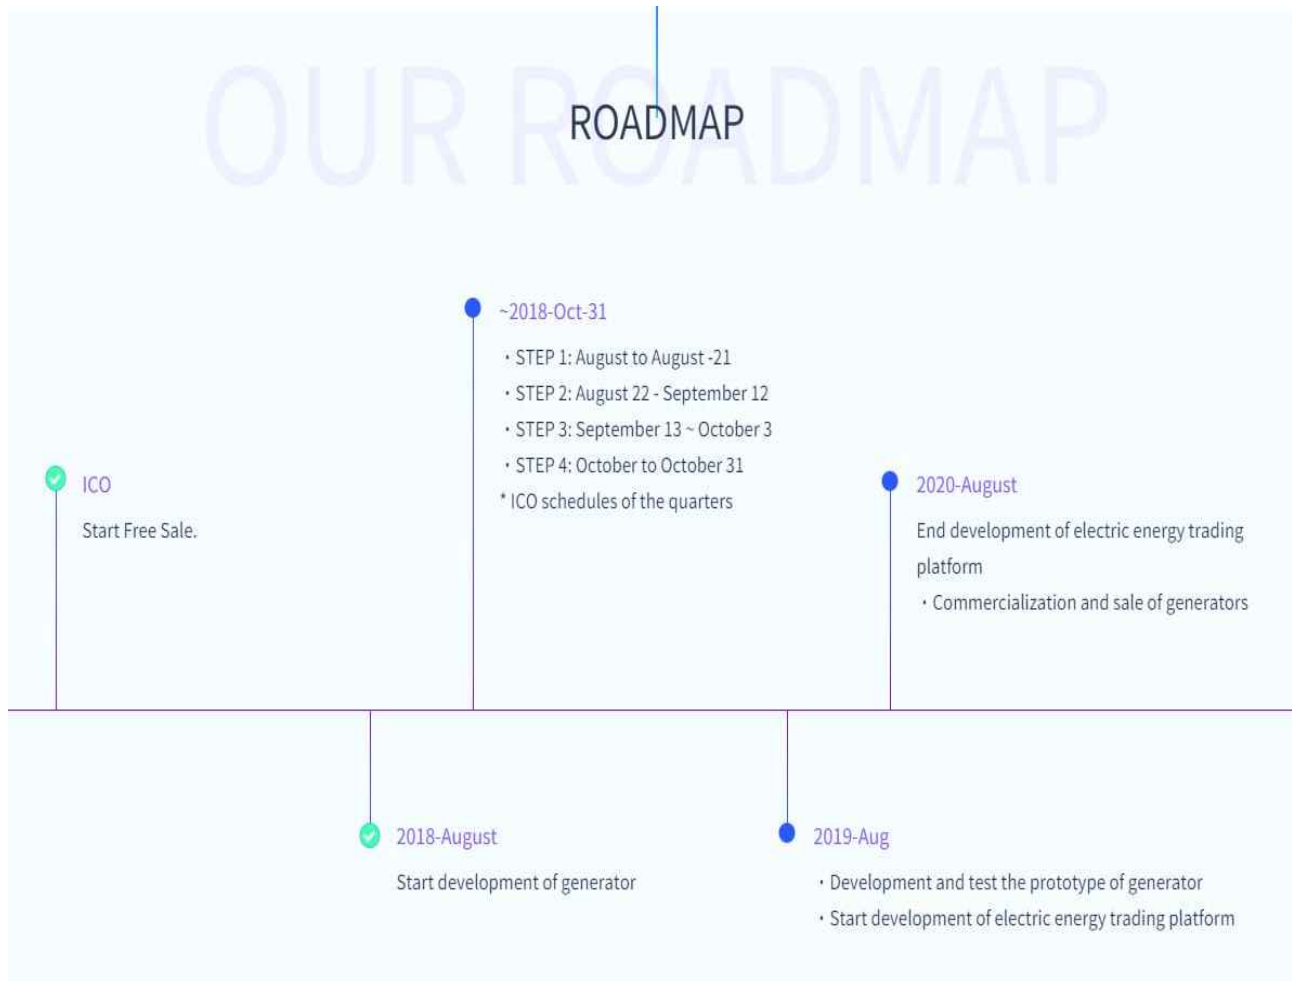 OUR ROADMAP
ROADMAP
~2018-Oct-31
・STEP 1: August to August -21
・STEP 2: August 22 - September 12
・STEP 3: September 13 ~ October 3
・STEP 4: October to October 31
* ICO schedules of the quarters
ICO
Start Free Sale.
2020-August
End development of electric energy trading
platform
・Commercialization and sale of generators
2018-August
Start development of generator
2019-Aug
・Development and test the prototype of generator
・Start development of electric energy trading platform